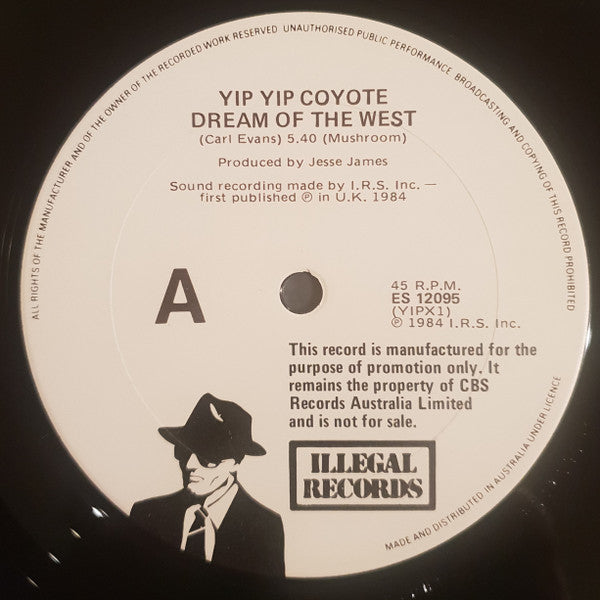 ALL RIGHTS OF THE MANUFACTURER AND OF THE OWNER OF THE RECORDED WORK RESERVED UNAUTHORISED PUBLIC PERFORMANCE BROADCASTING AND COPYING OF THIS RECORD PROHIBITED
YIP YIP COYOTE
DREAM OF THE WEST
(Carl Evans) 5.40 (Mushroom)
Produced by Jesse James
Sound recording made by I.R.S. Inc. —
first published ℗ in U.K. 1984
A
45 R.P.M.
ES 12095
(YIPX1)
℗ 1984 I.R.S. Inc.
This record is manufactured for the
purpose of promotion only. It
remains the property of CBS
Records Australia Limited
and is not for sale.
ILLEGAL
RECORDS
MADE AND DISTRIBUTED IN AUSTRALIA UNDER LICENCE